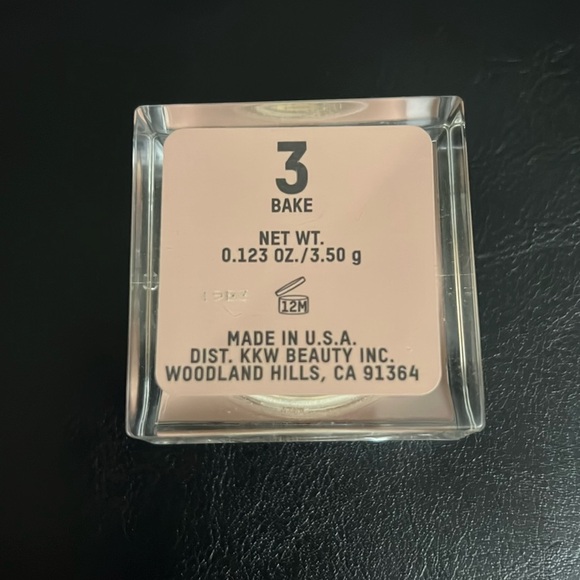 3
BAKE
NET WT.
0.123 OZ./3.50 g
12M
MADE IN U.S.A.
DIST. KKW BEAUTY INC.
WOODLAND HILLS, CA 91364